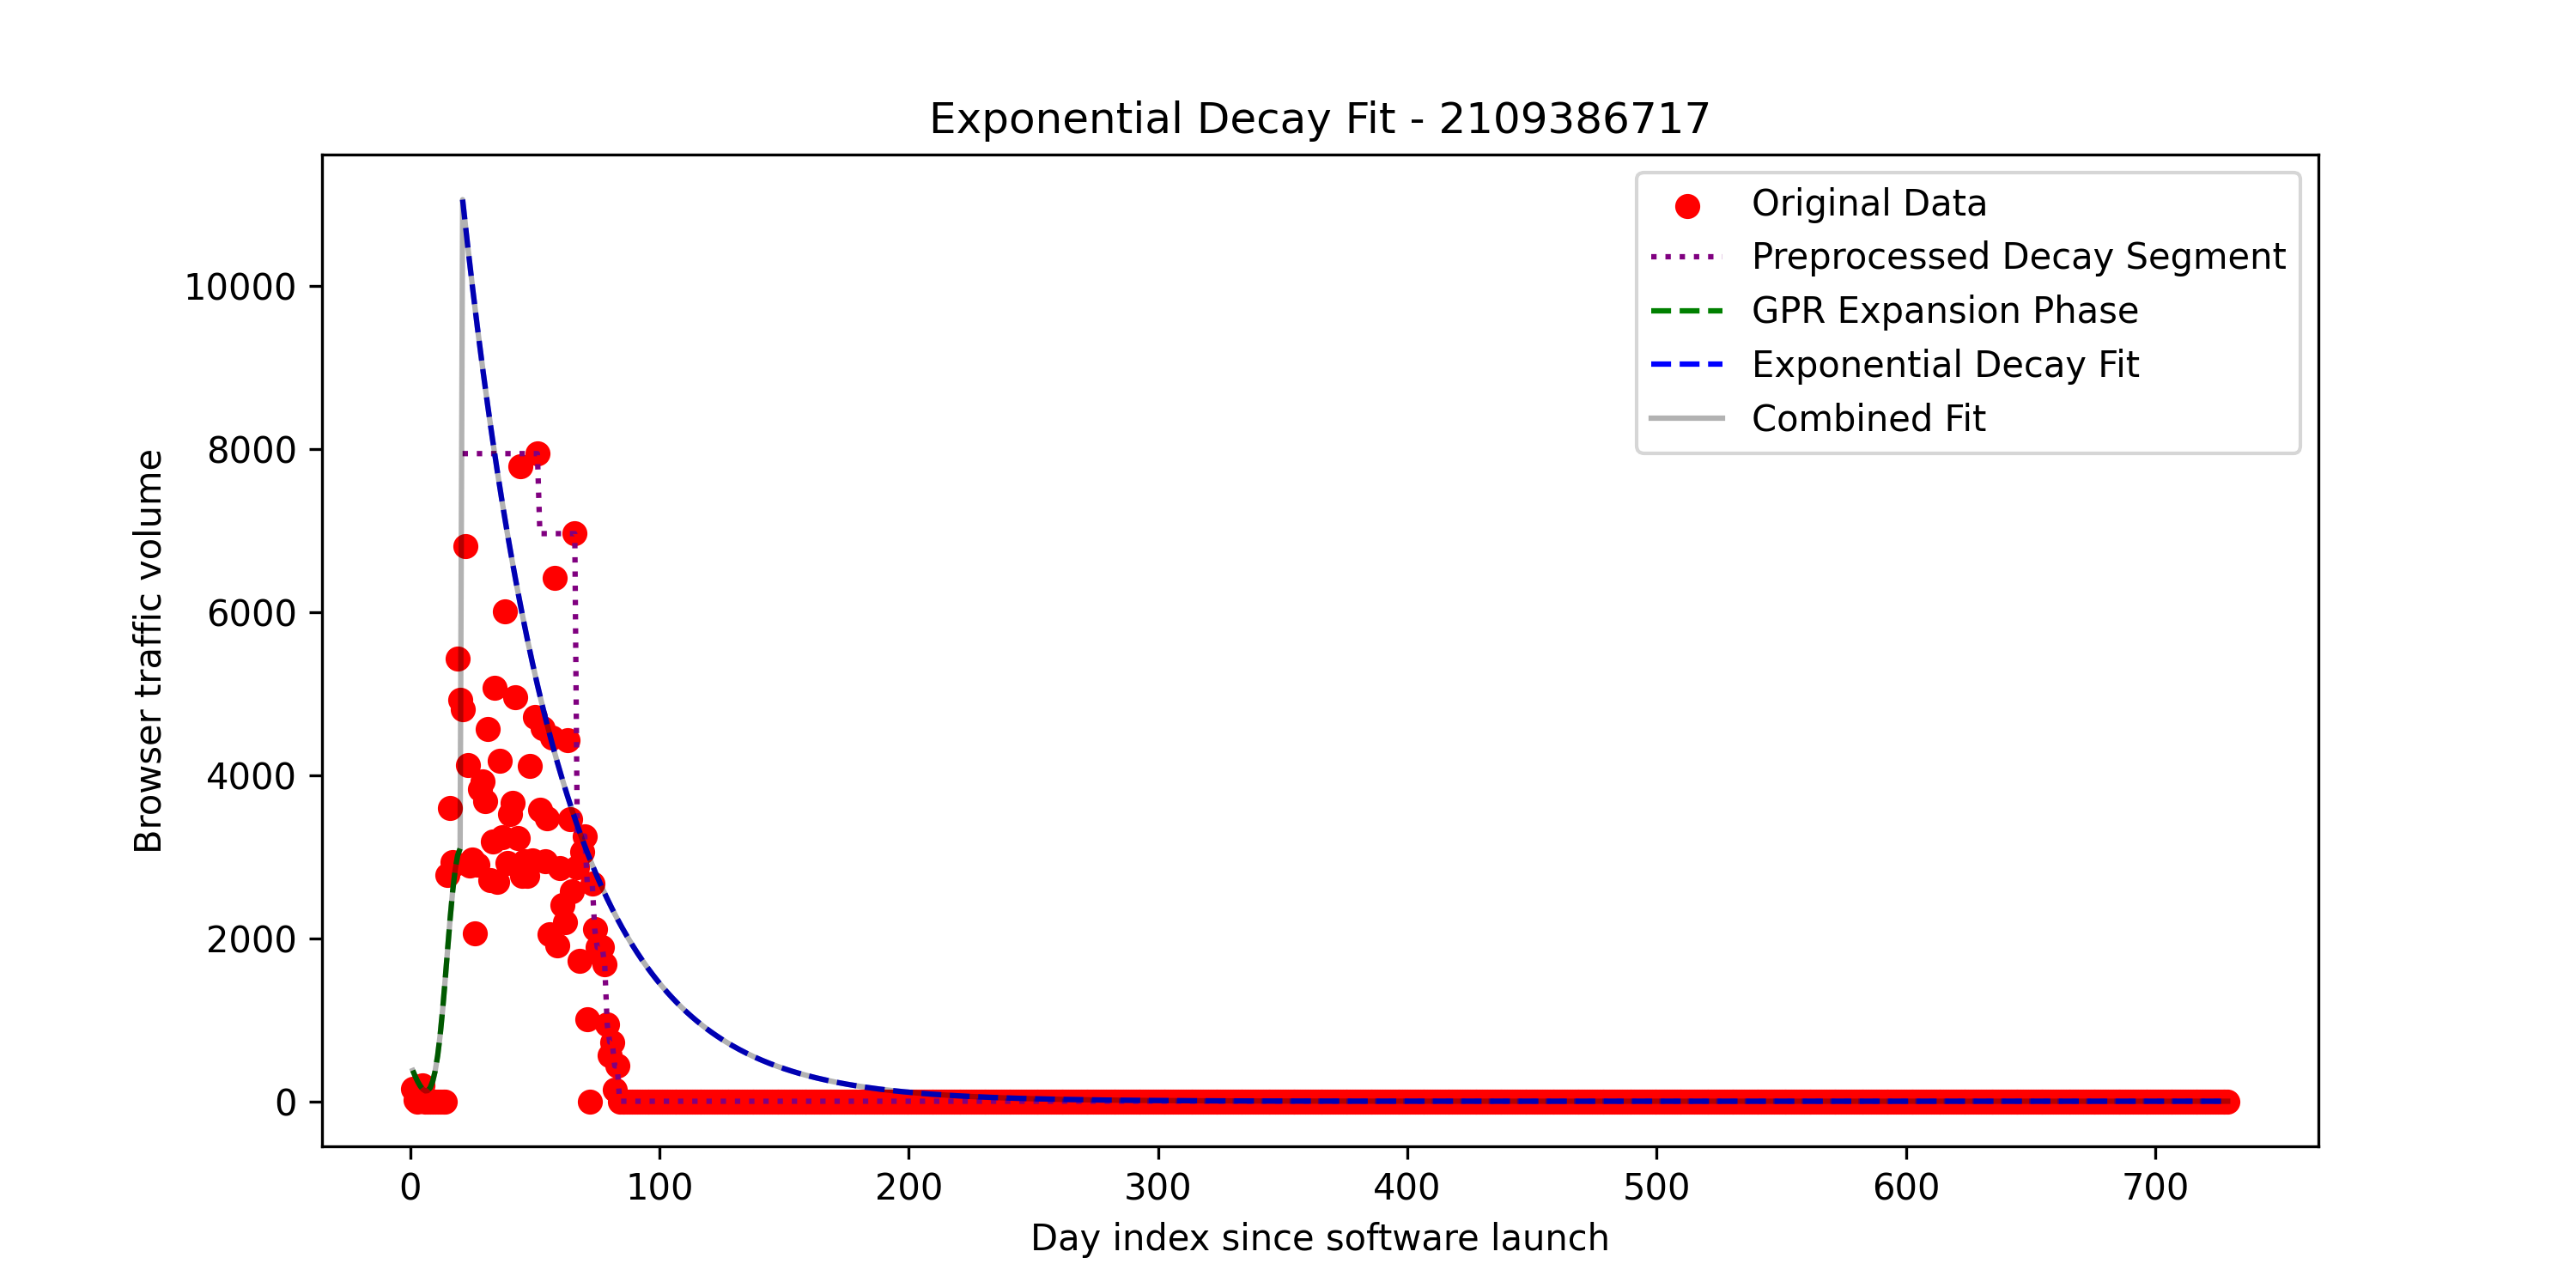 Exponential Decay Fit - 2109386717
Original Data
Preprocessed Decay Segment
GPR Expansion Phase
Exponential Decay Fit
Combined Fit
Browser traffic volume
10000
8000
6000
4000
2000
0
0 100 200 300 400 500 600 700
Day index since software launch